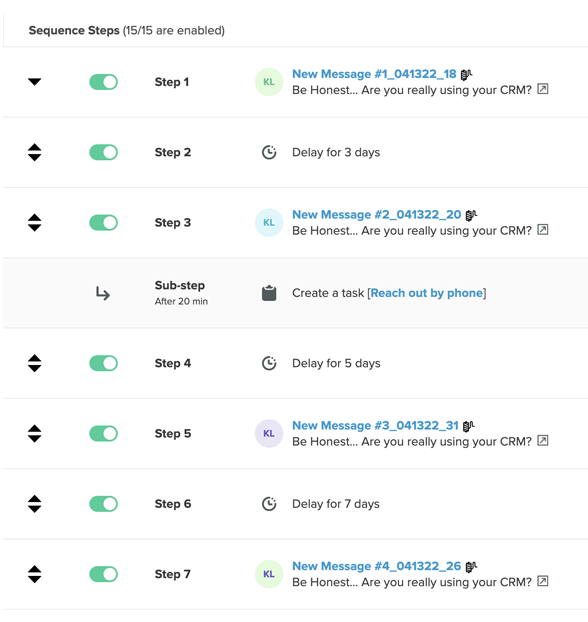 Sequence Steps (15/15 are enabled)
Step 1
KL
New Message #1_041322_18
Be Honest... Are you really using your CRM?
Step 2
Delay for 3 days
Step 3
KL
New Message #2_041322_20
Be Honest... Are you really using your CRM?
Sub-step
After 20 min
Create a task [Reach out by phone]
Step 4
Delay for 5 days
Step 5
KL
New Message #3_041322_31
Be Honest... Are you really using your CRM?
Step 6
Delay for 7 days
Step 7
KL
New Message #4_041322_26
Be Honest... Are you really using your CRM?